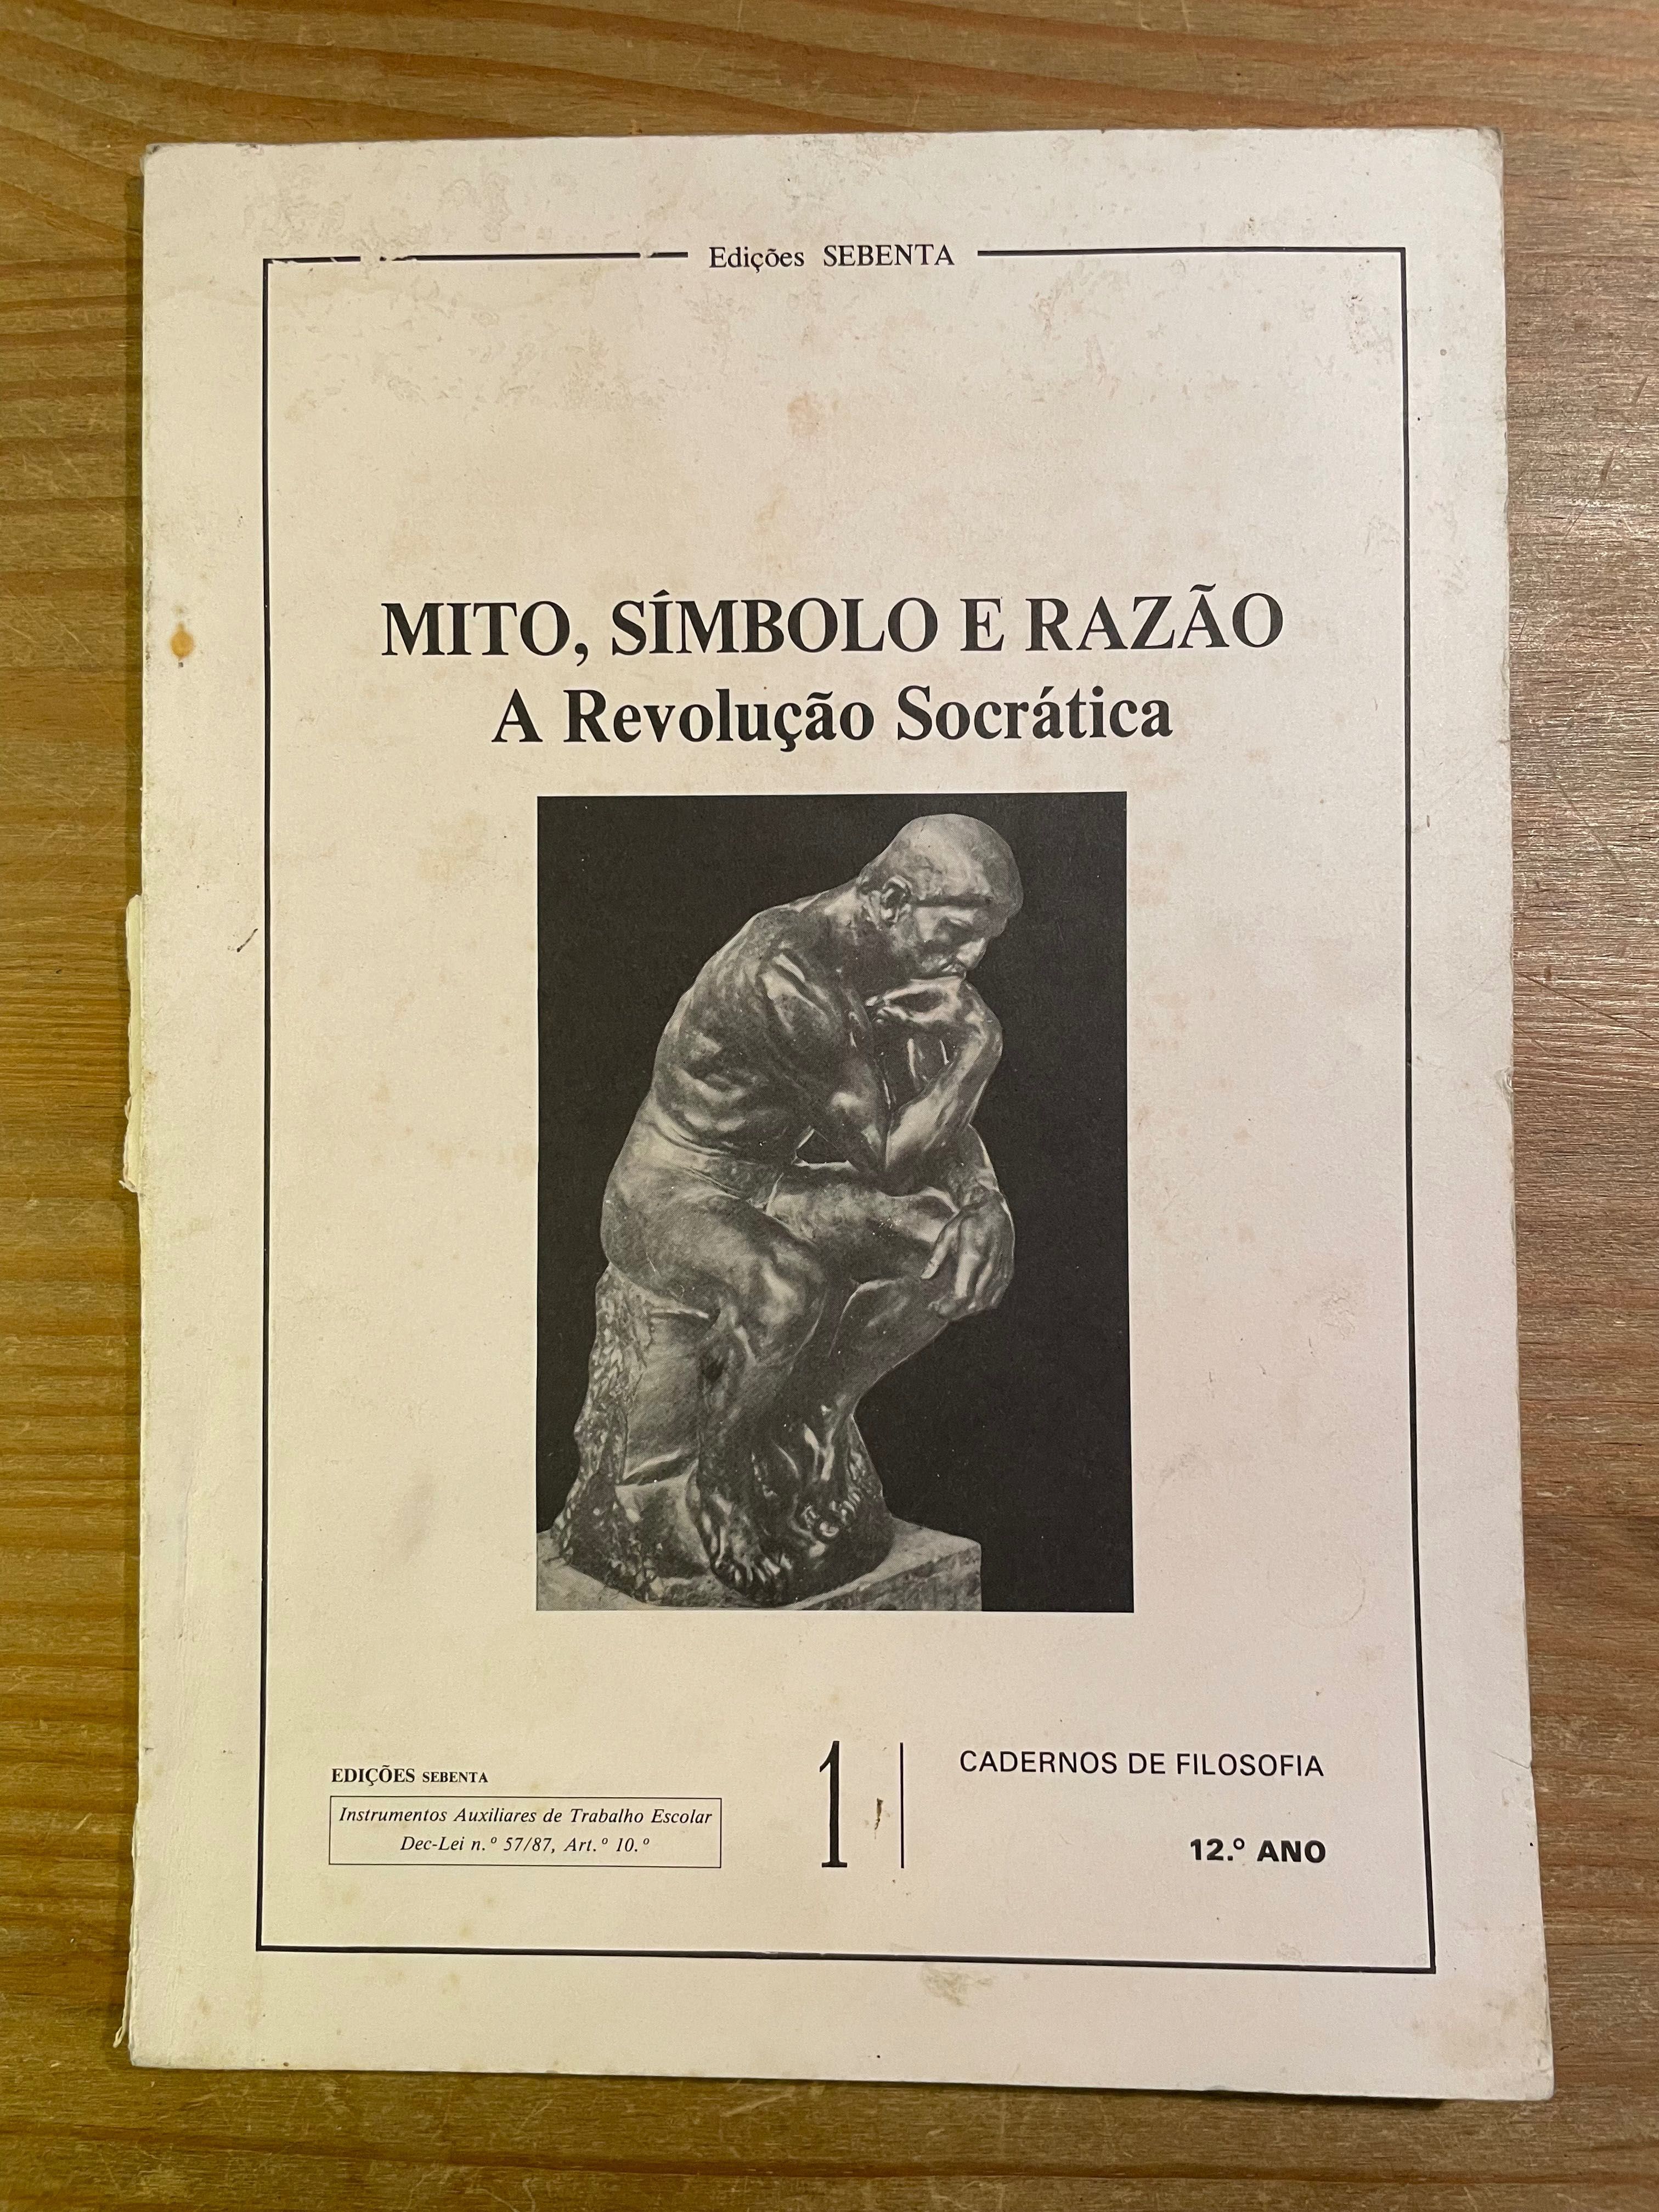 Edições SEBENTA
MITO, SÍMBOLO E RAZÃO
A Revolução Socrática
EDIÇÕES SEBENTA
Instrumentos Auxiliares de Trabalho Escolar
Dec-Lei n.º 57/87, Art.º 10.º
1
CADERNOS DE FILOSOFIA
12.º ANO